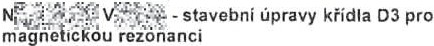 - stavební úpravy křídla D3 pro
magnetickou rezonanci